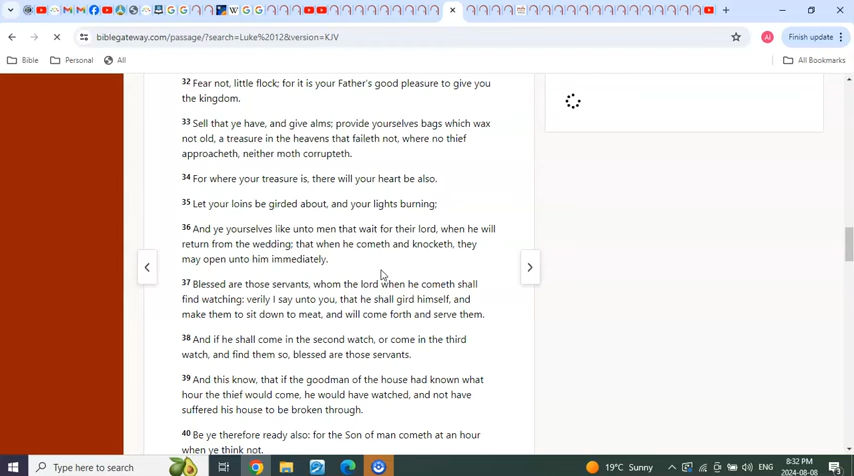 biblegateway.com/passage/?search=Luke%2012&version=KJV
AI
Finish update
Bible
Personal
All
All Bookmarks
32 Fear not, little flock; for it is your Father's good pleasure to give you
the kingdom.
33 Sell that ye have, and give alms; provide yourselves bags which wax
not old, a treasure in the heavens that faileth not, where no thief
approacheth, neither moth corrupteth.
34 For where your treasure is, there will your heart be also.
35 Let your loins be girded about, and your lights burning;
36 And ye yourselves like unto men that wait for their lord, when he will
return from the wedding; that when he cometh and knocketh, they
may open unto him immediately.
37 Blessed are those servants, whom the lord when he cometh shall
find watching: verily I say unto you, that he shall gird himself, and
make them to sit down to meat, and will come forth and serve them.
38 And if he shall come in the second watch, or come in the third
watch, and find them so, blessed are those servants.
39 And this know, that if the goodman of the house had known what
hour the thief would come, he would have watched, and not have
suffered his house to be broken through.
40 Be ye therefore ready also: for the Son of man cometh at an hour
when ye think not.
Type here to search
19°C Sunny
ENG
8:32 PM
2024-08-08
3